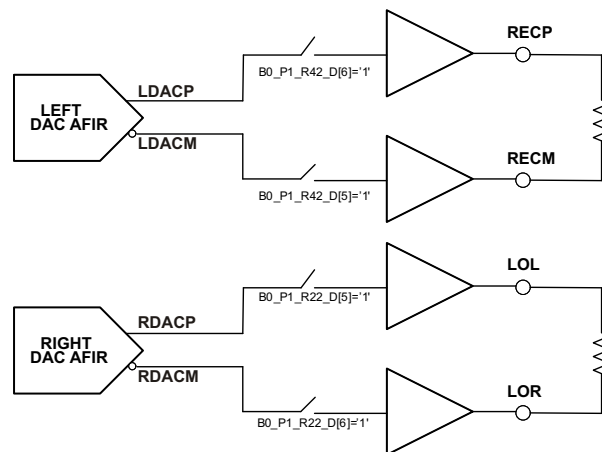 RECP
B0_P1_R42_D[6]='1'
LDACP
LEFT
DAC AFIR
LDACM
RECM
B0_P1_R42_D[5]='1'
LOL
B0_P1_R22_D[5]='1'
RDACP
RIGHT
DAC AFIR
RDACM
LOR
B0_P1_R22_D[6]='1'